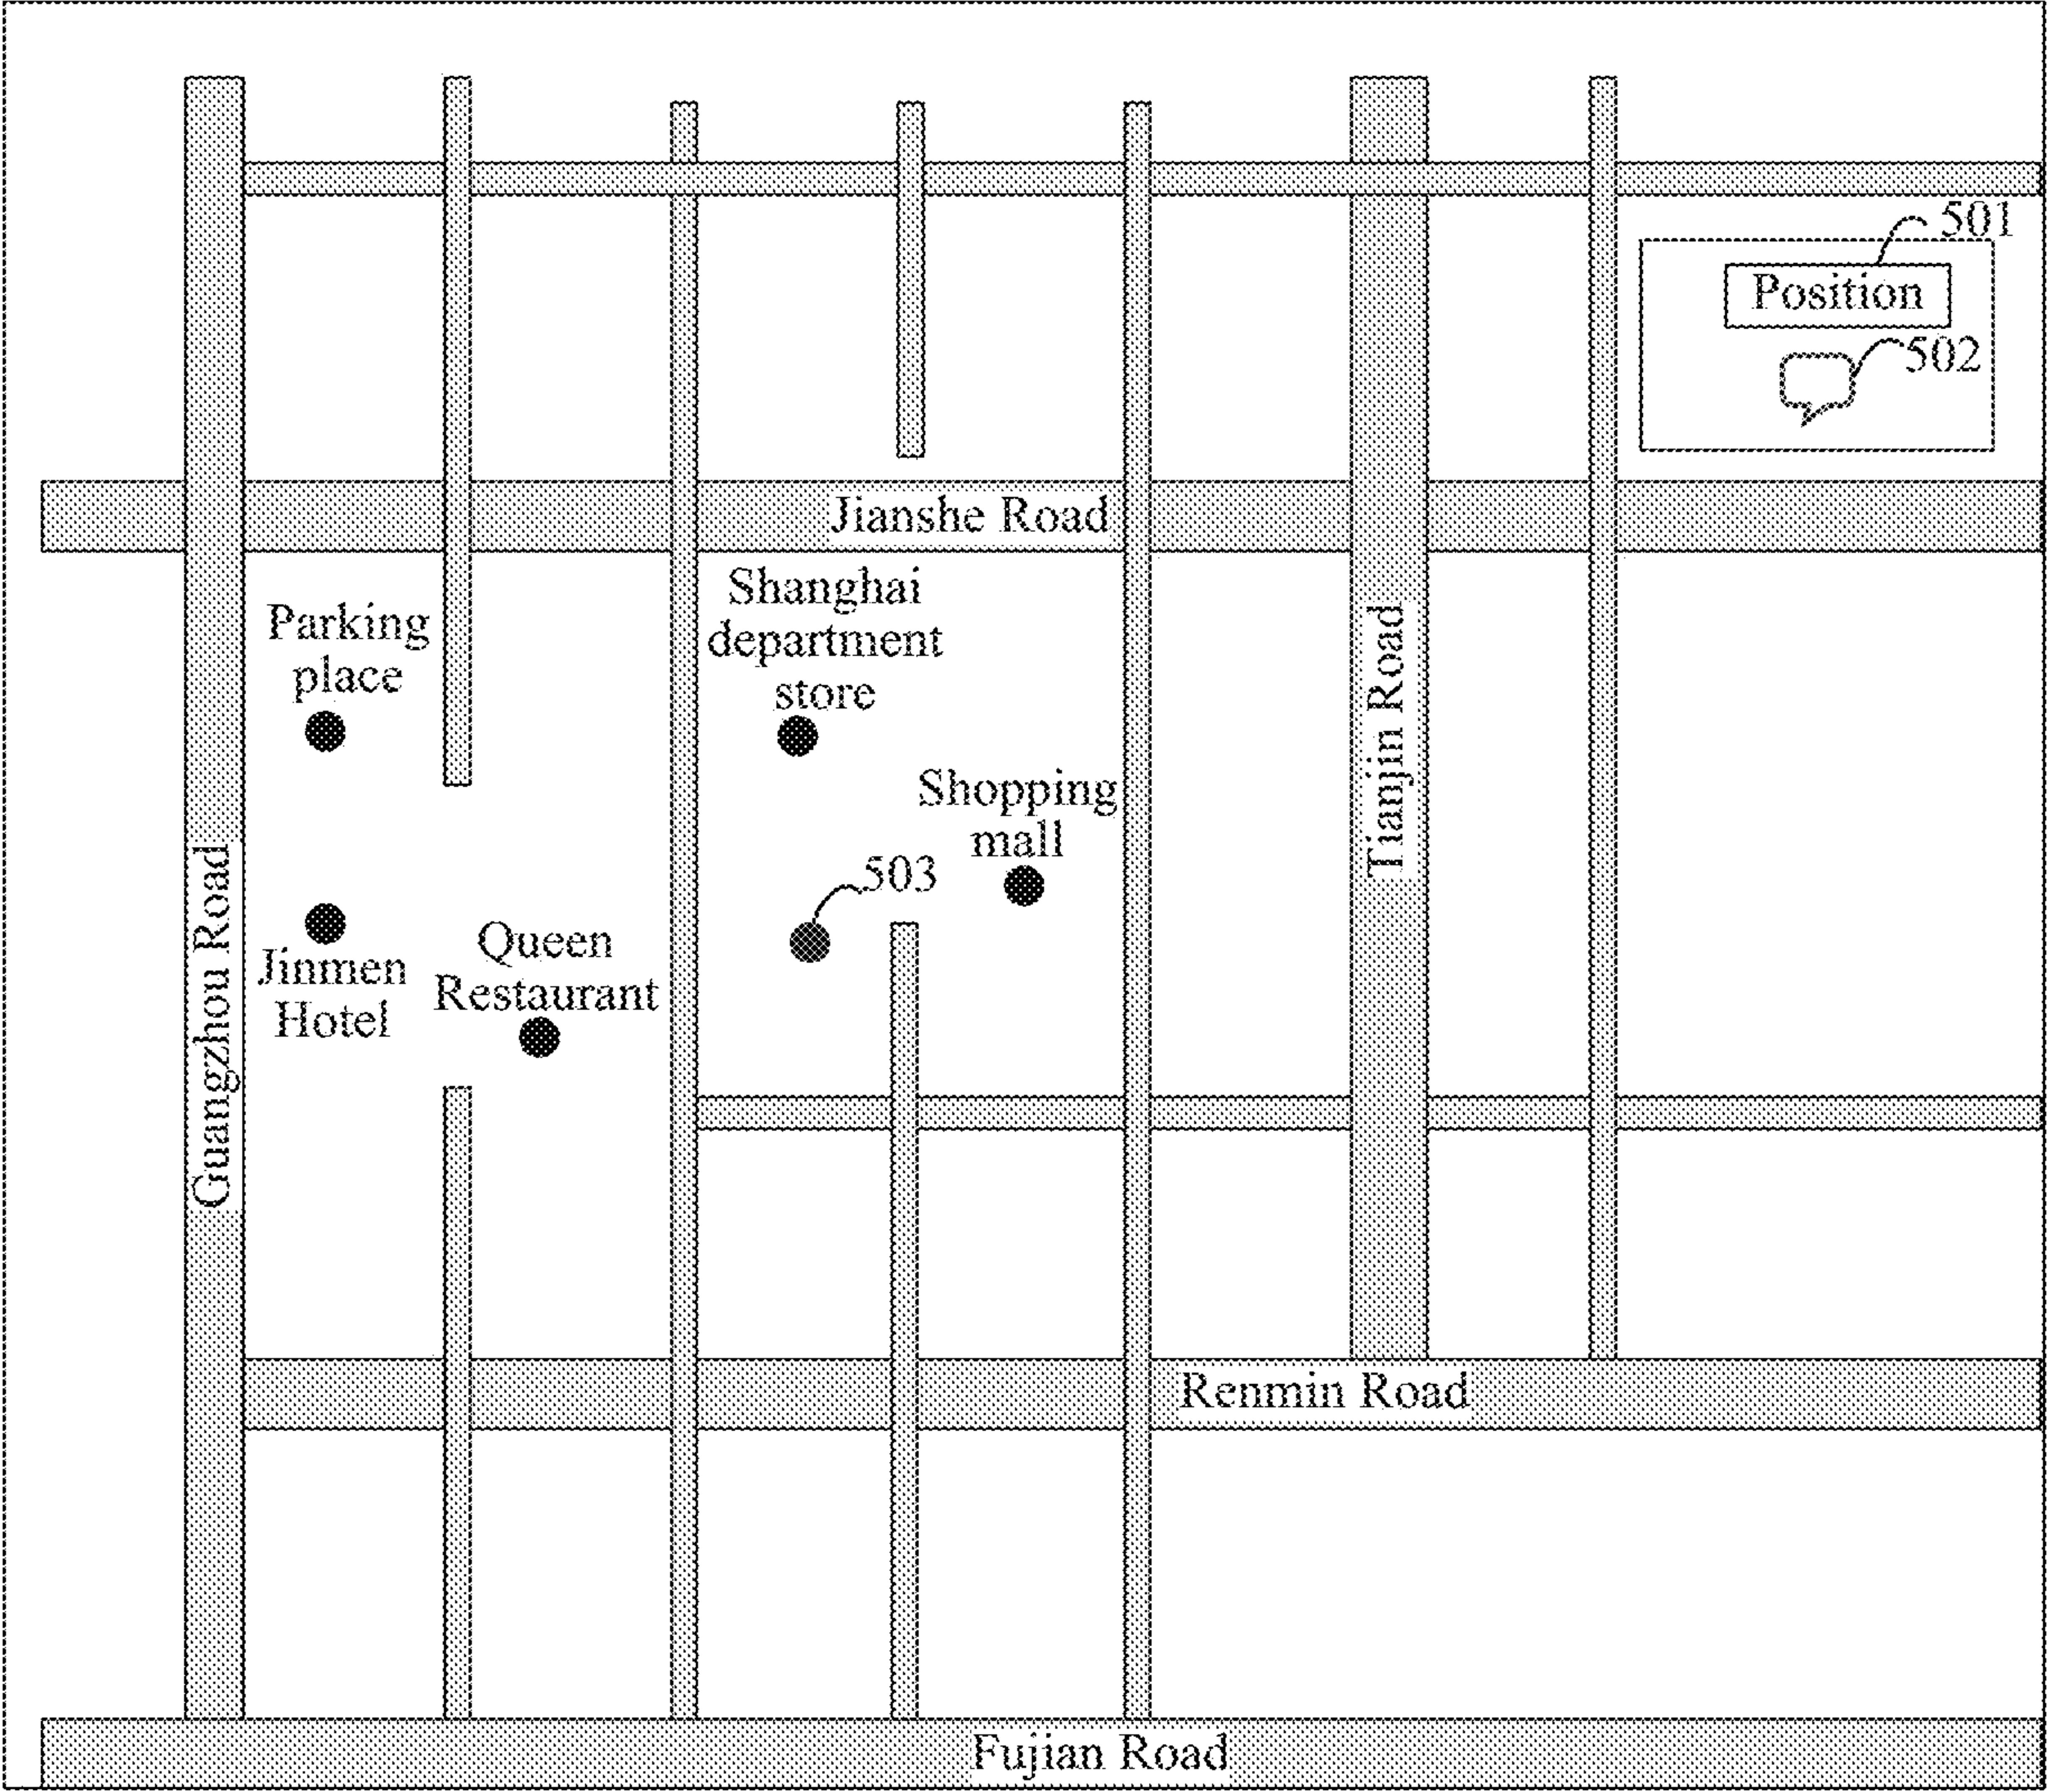 501
Position
502
Jianshe Road
Shanghai
department
store
Parking
place
Tianjin Road
Shopping
mall
503
Guangzhou Road
Jinmen
Hotel
Queen
Restaurant
Renmin Road
Fujian Road